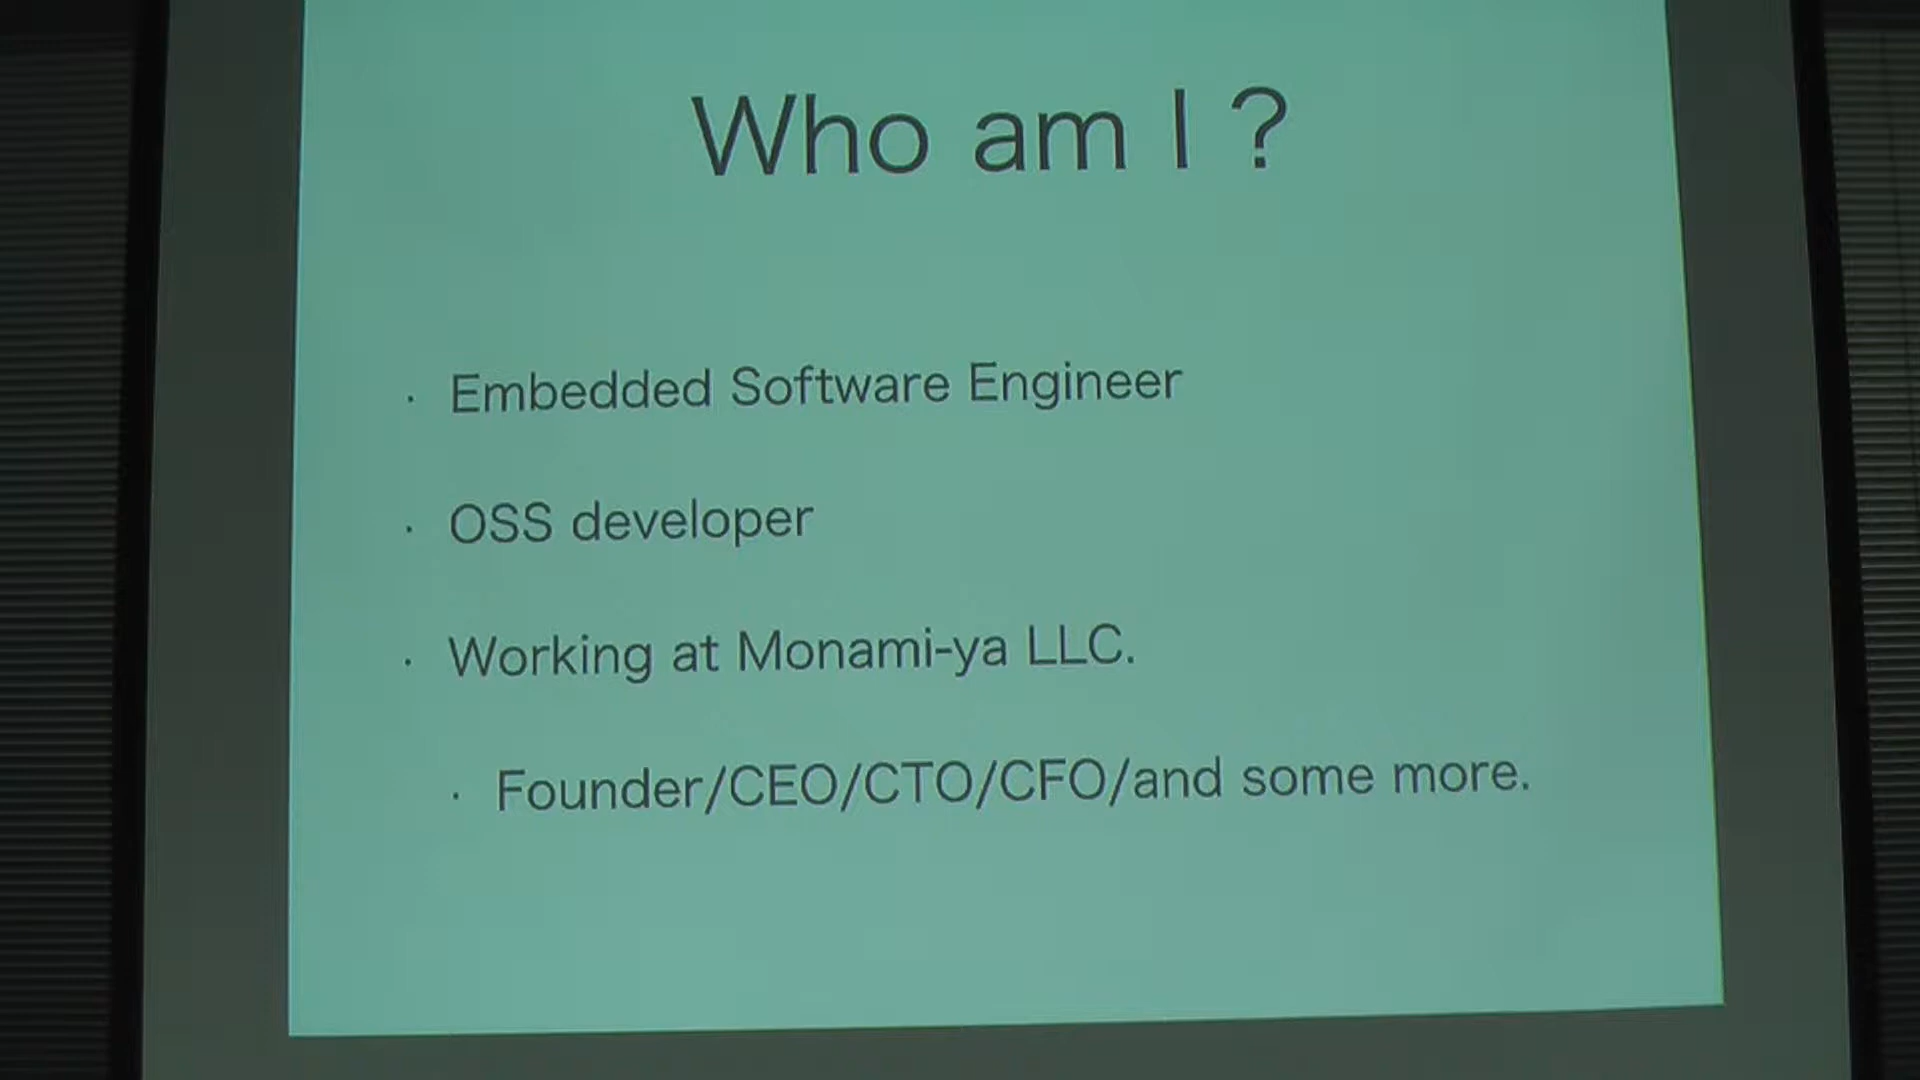 Who am I ?
· Embedded Software Engineer
· OSS developer
· Working at Monami-ya LLC.
· Founder/CEO/CTO/CFO/and some more.